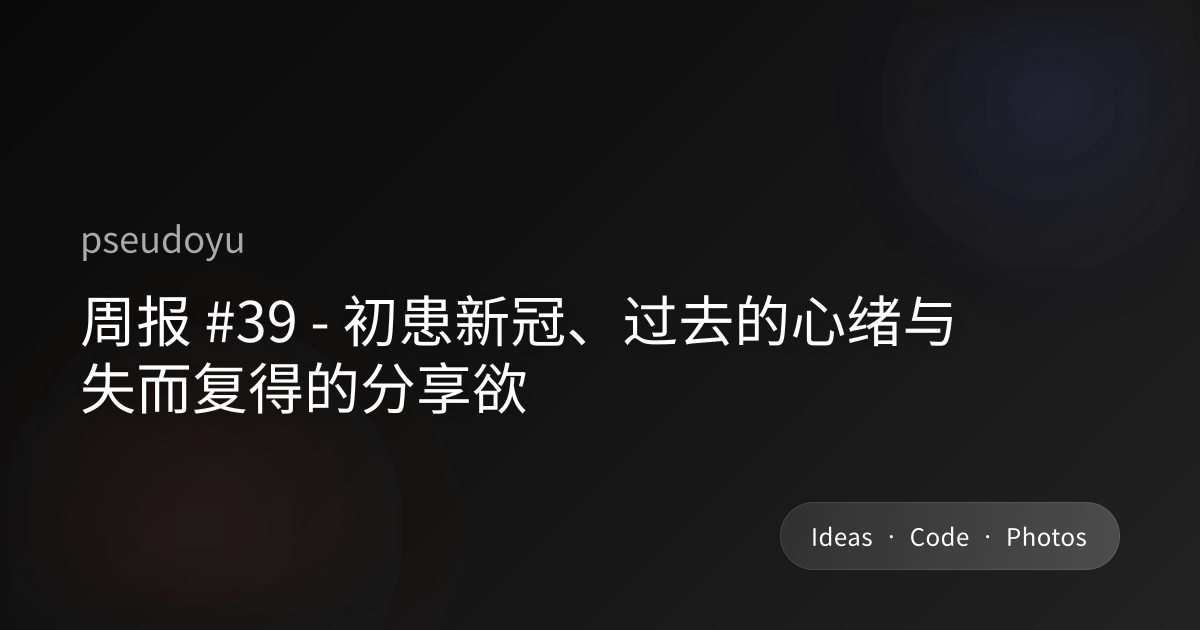 pseudoyu
周报 #39 - 初患新冠、过去的心绪与
失而复得的分享欲
Ideas · Code · Photos